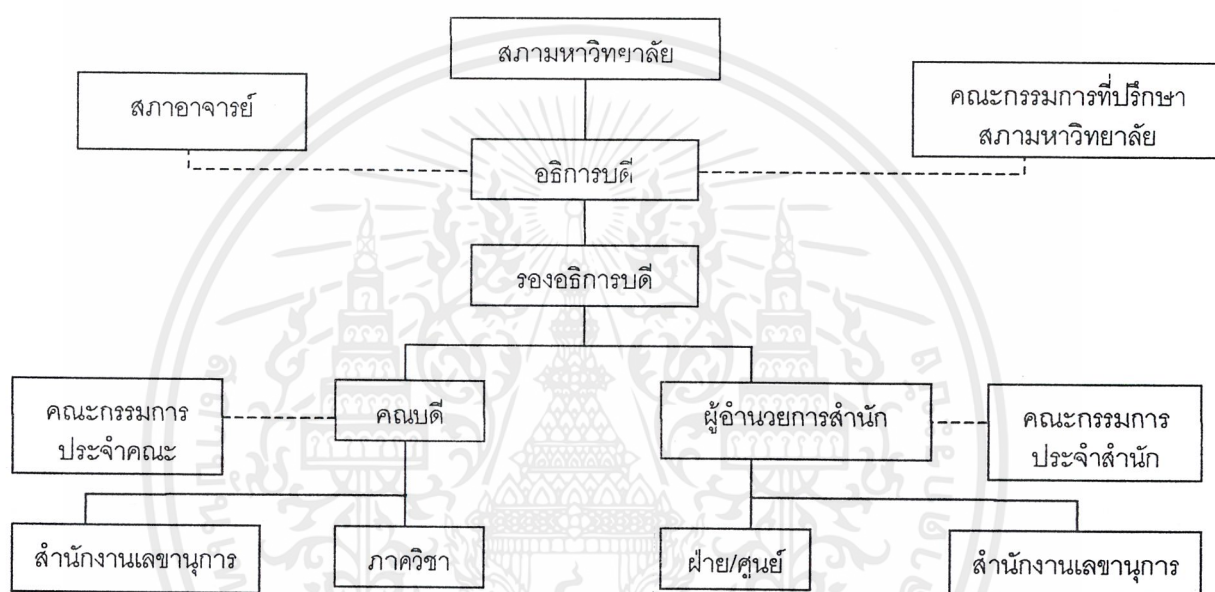 สภามหาวิทยาลัย
สภาอาจารย์
คณะกรรมการที่ปรึกษา
สภามหาวิทยาลัย
อธิการบดี
รองอธิการบดี
คณะกรรมการ
ประจำคณะ
คณบดี
ผู้อำนวยการสำนัก
คณะกรรมการ
ประจำสำนัก
สำนักงานเลขานุการ
ภาควิชา
ฝ่าย/ศูนย์
สำนักงานเลขานุการ